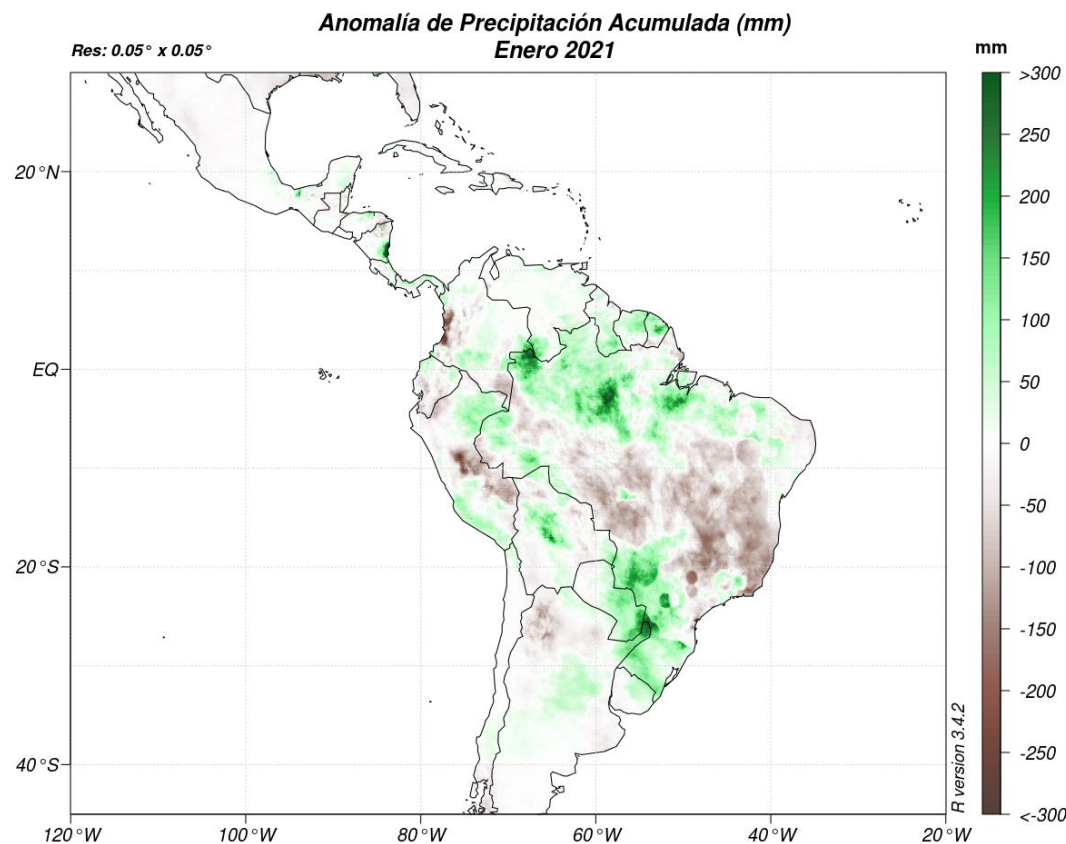 Anomalía de Precipitación Acumulada (mm)
Enero 2021
Res: 0.05° x 0.05°
mm
>300
250
200
150
100
50
0
-50
-100
-150
-200
-250
<-300
20°N
EQ
20°S
40°S
120°W
100°W
80°W
60°W
40°W
20°W
R version 3.4.2